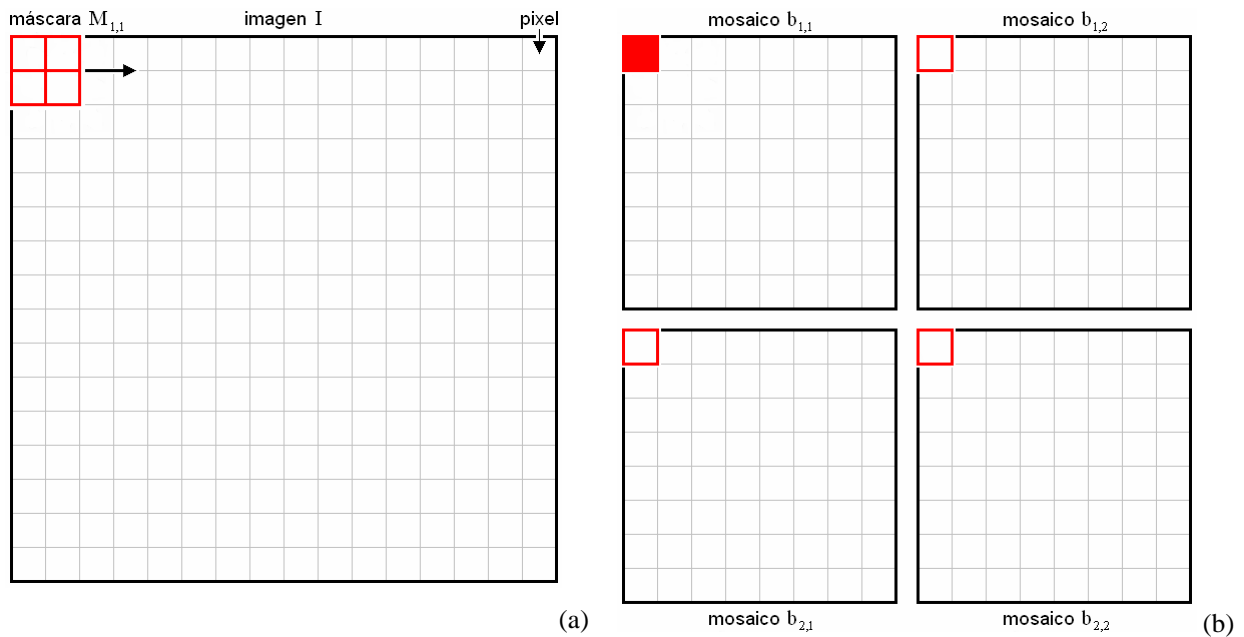 máscara M1,1 imagen I pixel
mosaico b1,1 mosaico b1,2
mosaico b2,1 mosaico b2,2
(a) (b)